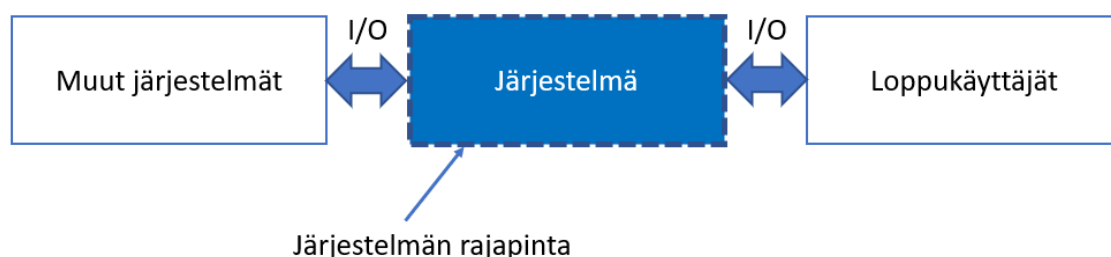 I/O
I/O
Muut järjestelmät
Järjestelmä
Loppukäyttäjät
Järjestelmän rajapinta